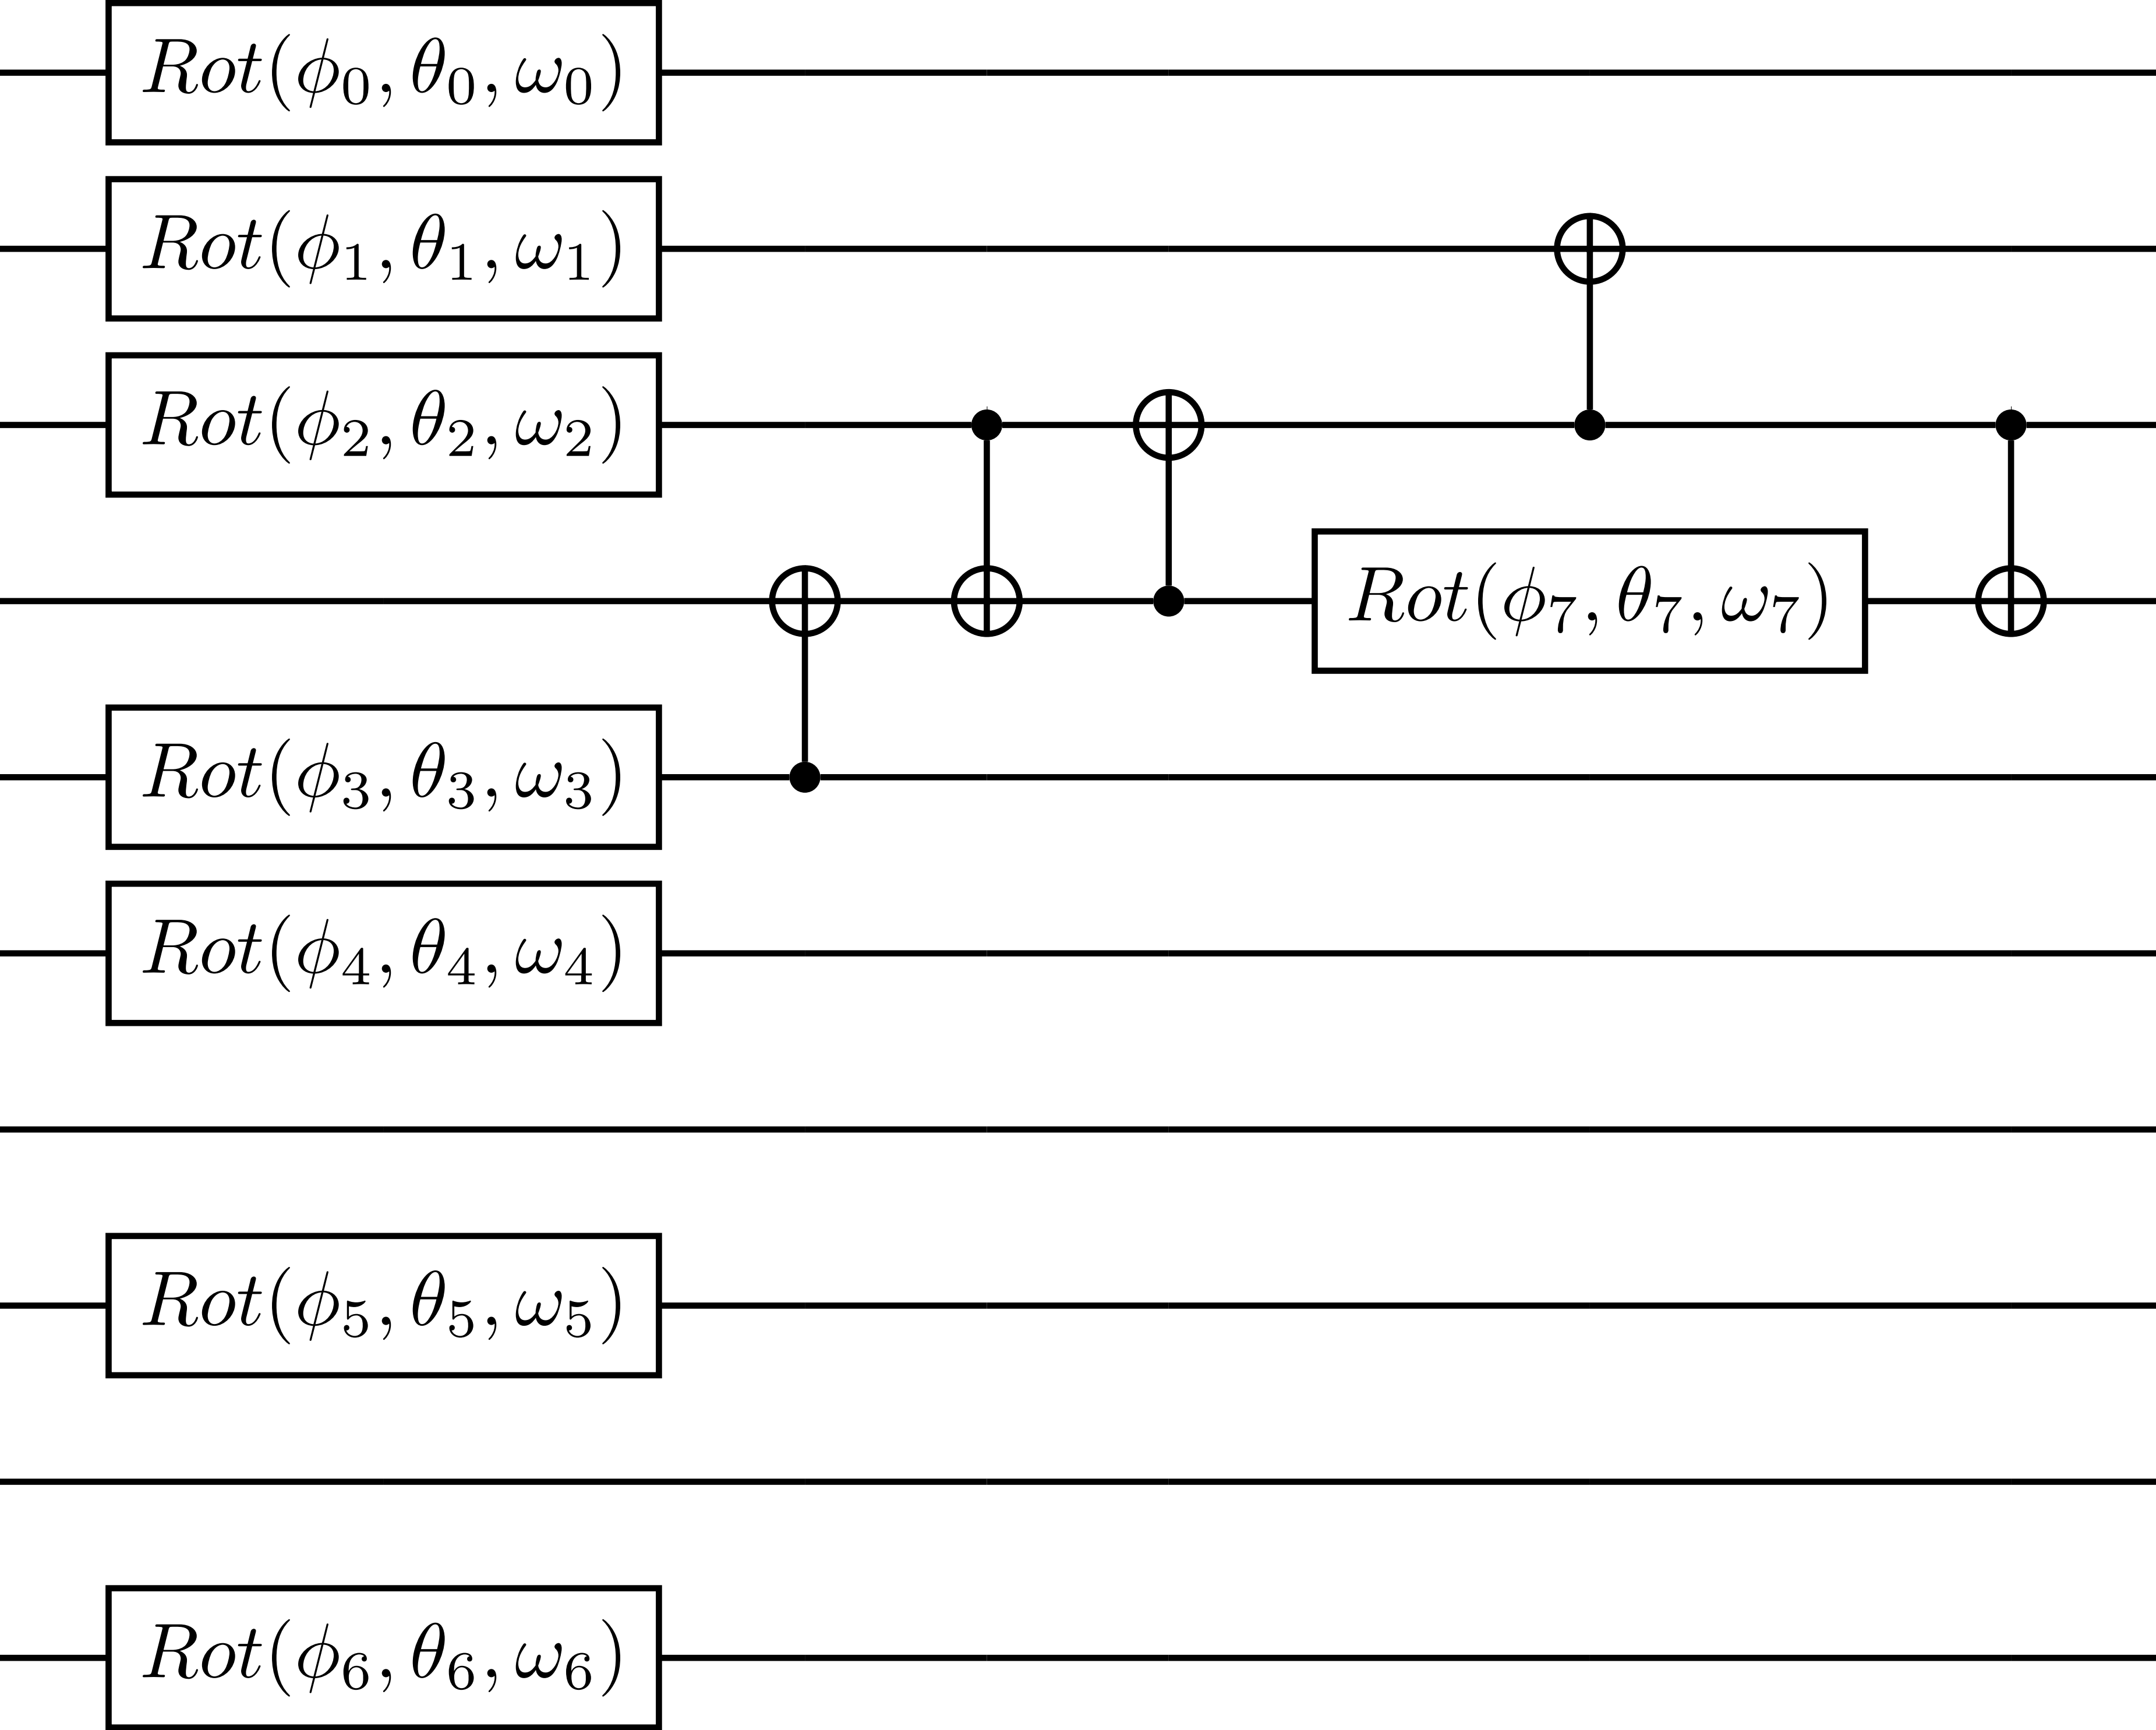 Rot(ϕ₀, θ₀, ω₀)
Rot(ϕ₁, θ₁, ω₁)
Rot(ϕ₂, θ₂, ω₂)
Rot(ϕ₇, θ₇, ω₇)
Rot(ϕ₃, θ₃, ω₃)
Rot(ϕ₄, θ₄, ω₄)
Rot(ϕ₅, θ₅, ω₅)
Rot(ϕ₆, θ₆, ω₆)